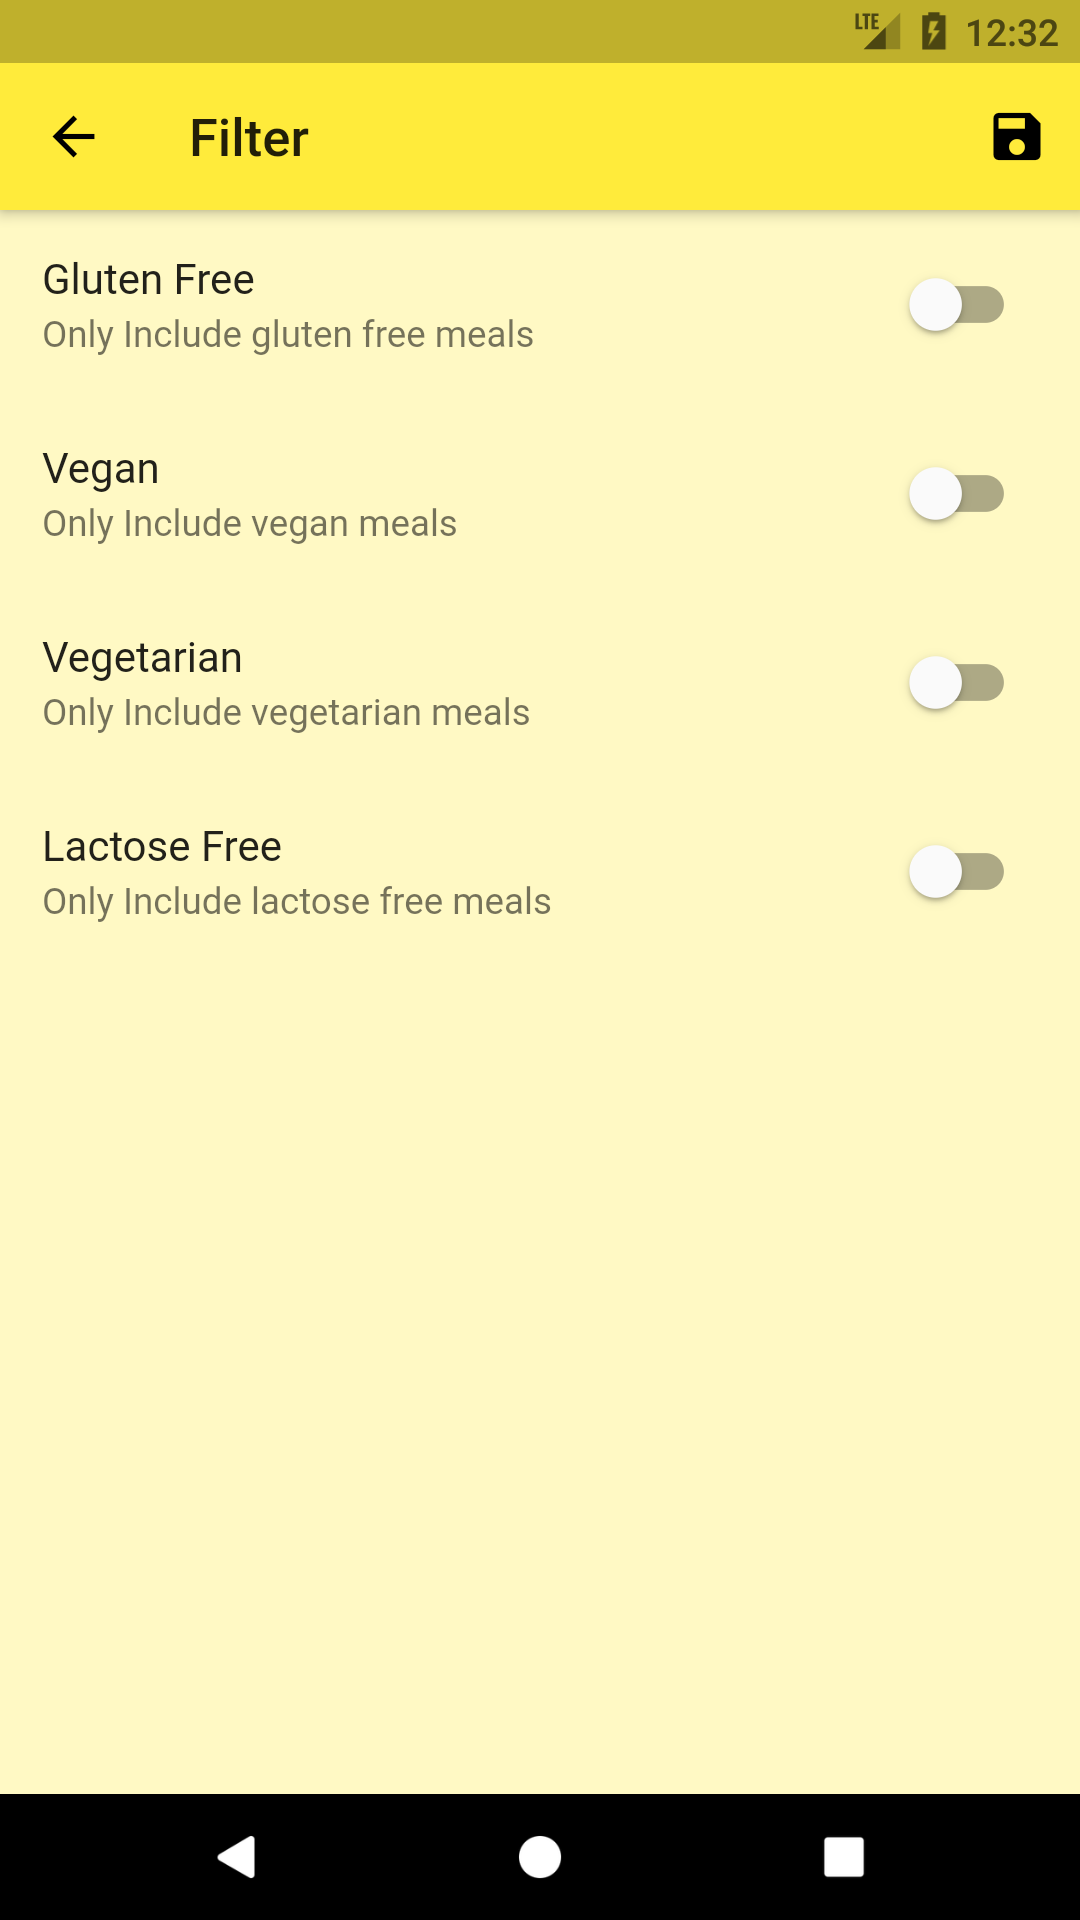 LTE 12:32
Filter
Gluten Free
Only Include gluten free meals
Vegan
Only Include vegan meals
Vegetarian
Only Include vegetarian meals
Lactose Free
Only Include lactose free meals